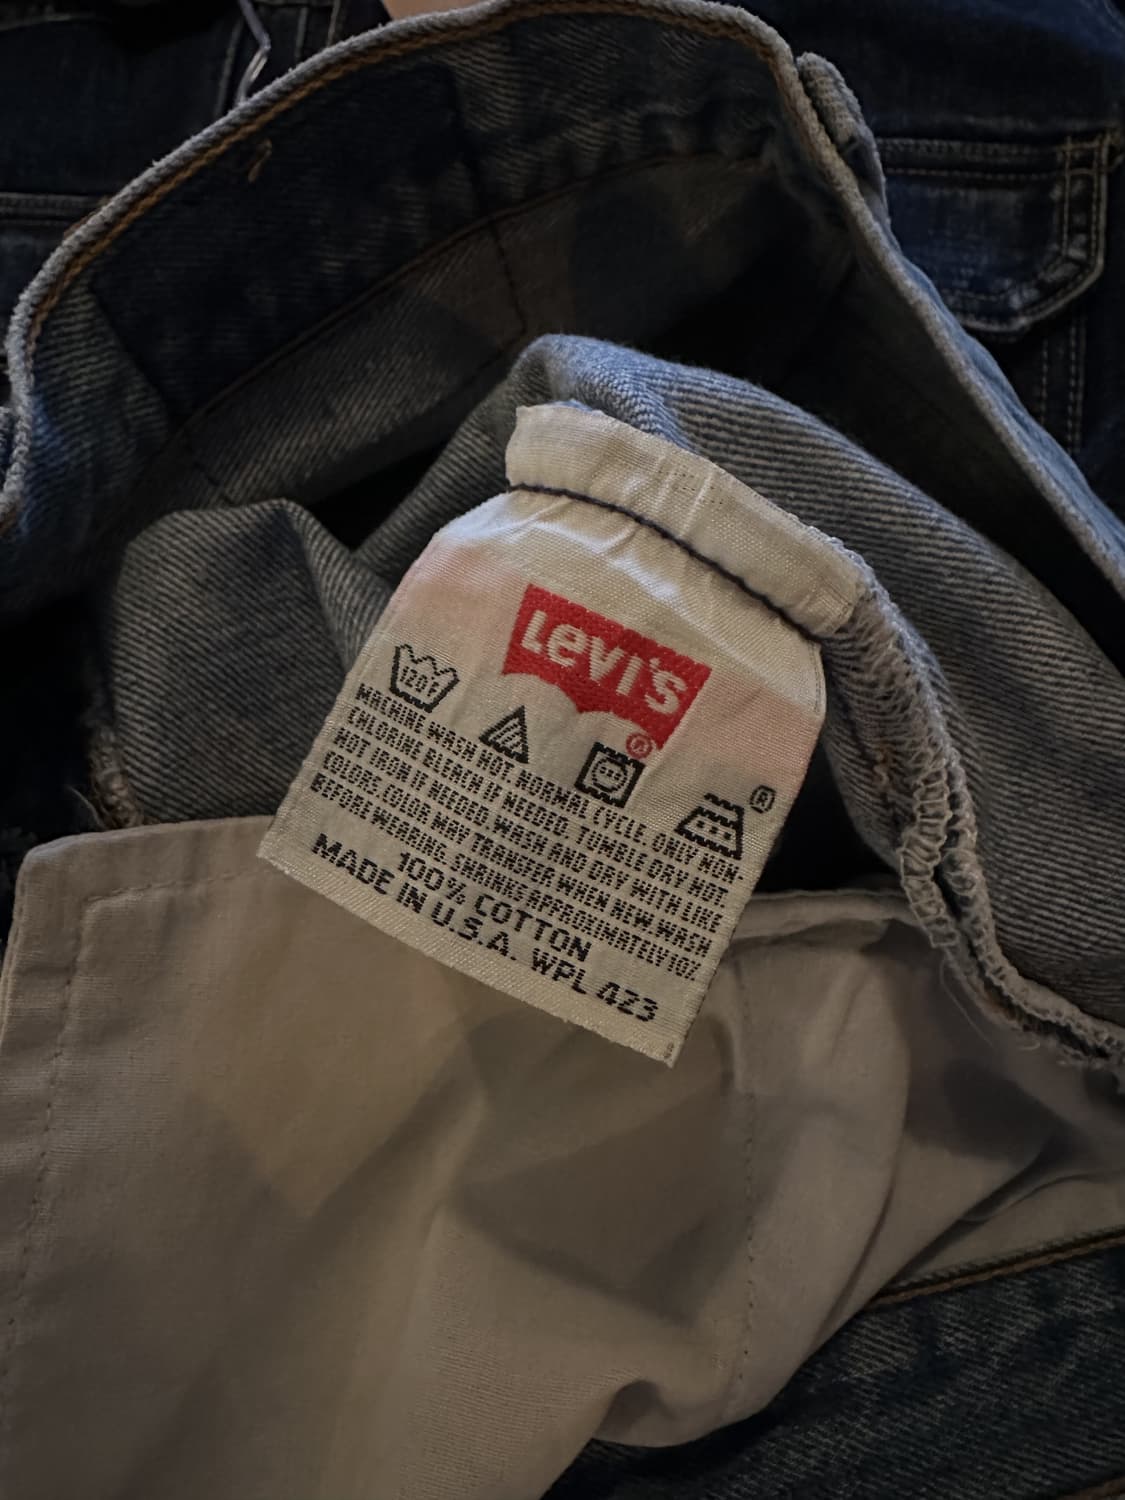 Levi's
®
120F
®
MACHINE WASH HOT. NORMAL CYCLE. ONLY NON-
CHLORINE BLEACH IF NEEDED. TUMBLE DRY HOT.
HOT IRON IF NEEDED. WASH AND DRY WITH LIKE
COLORS. COLOR MAY TRANSFER WHEN NEW. WASH
BEFORE WEARING. SHRINKS APPROXIMATELY 10%.
100% COTTON
MADE IN U.S.A. WPL 423